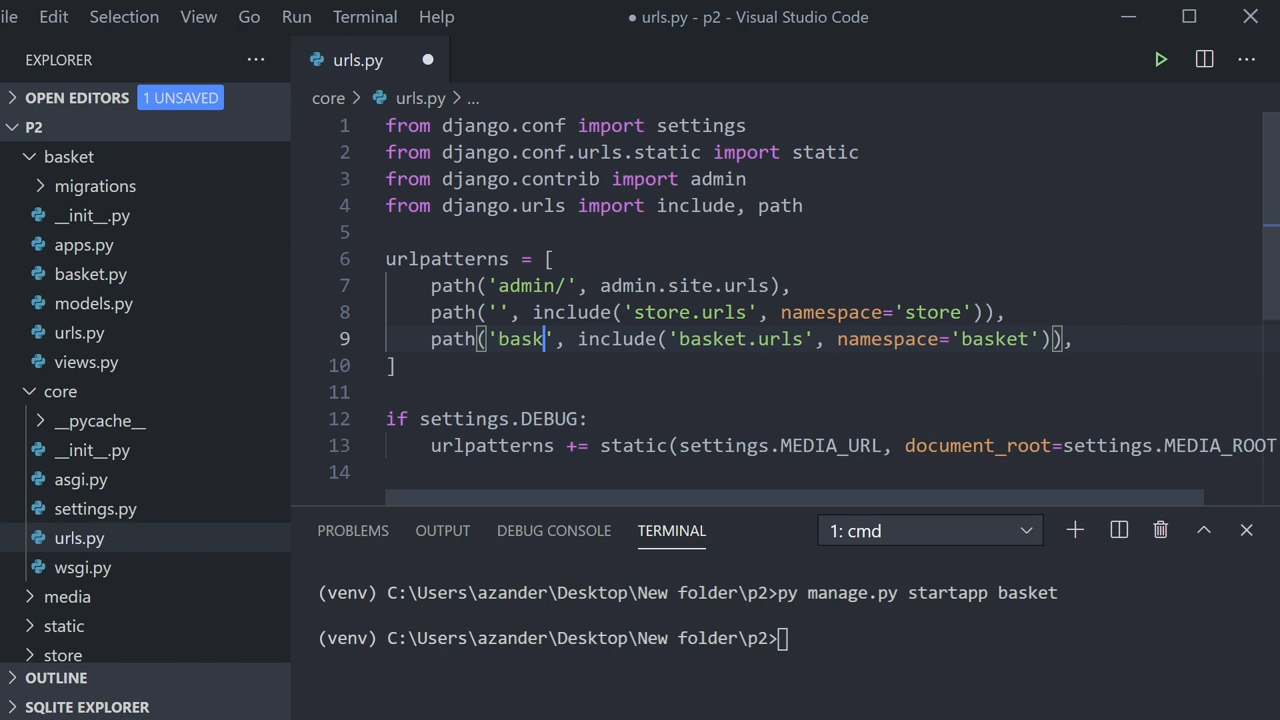 ile Edit Selection View Go Run Terminal Help ● urls.py - p2 - Visual Studio Code
EXPLORER
OPEN EDITORS 1 UNSAVED
P2
basket
migrations
__init__.py
apps.py
basket.py
models.py
urls.py
views.py
core
__pycache__
__init__.py
asgi.py
settings.py
urls.py
wsgi.py
media
static
store
OUTLINE
SQLITE EXPLORER
urls.py
core > urls.py > ...
1 from django.conf import settings
2 from django.conf.urls.static import static
3 from django.contrib import admin
4 from django.urls import include, path
5
6 urlpatterns = [
7 path('admin/', admin.site.urls),
8 path('', include('store.urls', namespace='store')),
9 path('bask', include('basket.urls', namespace='basket')),
10 ]
11
12 if settings.DEBUG:
13 urlpatterns += static(settings.MEDIA_URL, document_root=settings.MEDIA_ROOT
14
PROBLEMS OUTPUT DEBUG CONSOLE TERMINAL 1: cmd
(venv) C:\Users\azander\Desktop\New folder\p2>py manage.py startapp basket
(venv) C:\Users\azander\Desktop\New folder\p2>